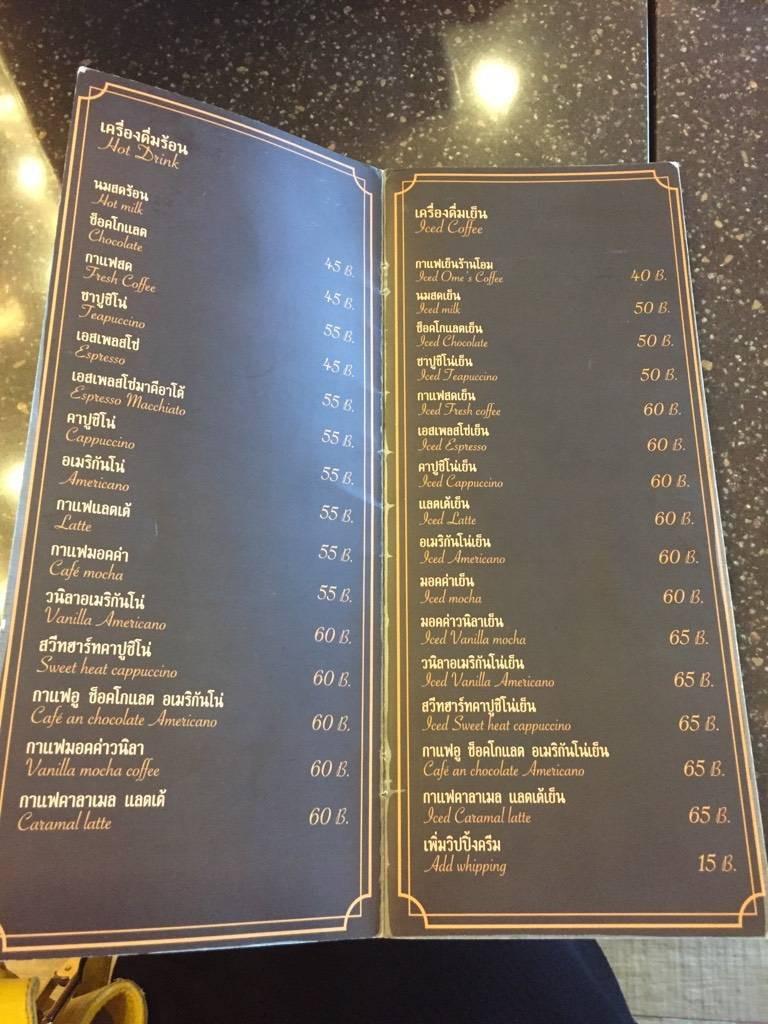 เครื่องดื่มร้อน
Hot Drink
นมสดร้อน
Hot milk 45 B.
ช็อคโกแลต
Chocolate 45 B.
กาแฟสด
Fresh Coffee 55 B.
ชาปูชิโน่
Teapuccino 45 B.
เอสเพลสโซ่
Espresso 55 B.
เอสเพลสโซ่มาคีอาโต้
Espresso Macchiato 55 B.
คาปูชิโน่
Cappuccino 55 B.
อเมริกันโน่
Americano 55 B.
กาแฟแลตเต้
Latte 55 B.
กาแฟมอคค่า
Café mocha 55 B.
วนิลาอเมริกันโน่
Vanilla Americano 60 B.
สวีทฮาร์ทคาปูชิโน่
Sweet heat cappuccino 60 B.
กาแฟอู ช็อคโกแลต อเมริกันโน่
Café an chocolate Americano 60 B.
กาแฟมอคค่าวนิลา
Vanilla mocha coffee 60 B.
กาแฟคาลาเมล แลตเต้
Caramal latte 60 B.
เครื่องดื่มเย็น
Iced Coffee
กาแฟเย็นร้านโอม
Iced Ome's Coffee 40 B.
นมสดเย็น
Iced milk 50 B.
ช็อคโกแลตเย็น
Iced Chocolate 50 B.
ชาปูชิโน่เย็น
Iced Teapuccino 50 B.
กาแฟสดเย็น
Iced Fresh coffee 60 B.
เอสเพลสโซ่เย็น
Iced Espresso 60 B.
คาปูชิโน่เย็น
Iced Cappuccino 60 B.
แลตเต้เย็น
Iced Latte 60 B.
อเมริกันโน่เย็น
Iced Americano 60 B.
มอคค่าเย็น
Iced mocha 60 B.
มอคค่าวนิลาเย็น
Iced Vanilla mocha 65 B.
วนิลาอเมริกันโน่เย็น
Iced Vanilla Americano 65 B.
สวีทฮาร์ทคาปูชิโน่เย็น
Iced Sweet heat cappuccino 65 B.
กาแฟอู ช็อคโกแลต อเมริกันโน่เย็น
Café an chocolate Americano 65 B.
กาแฟคาลาเมล แลตเต้เย็น
Iced Caramal latte 65 B.
เพิ่มวิปปิ้งครีม
Add whipping 15 B.